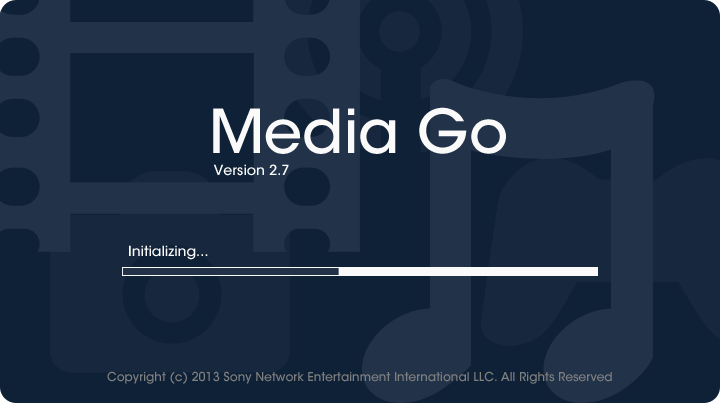 Media Go
Version 2.7
Initializing...
Copyright (c) 2013 Sony Network Entertainment International LLC. All Rights Reserved